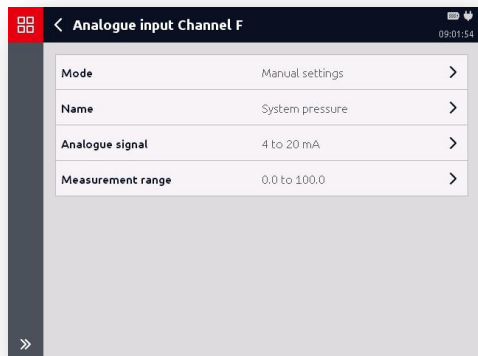 Analogue input Channel F
09:01:54
Mode Manual settings
Name System pressure
Analogue signal 4 to 20 mA
Measurement range 0.0 to 100.0